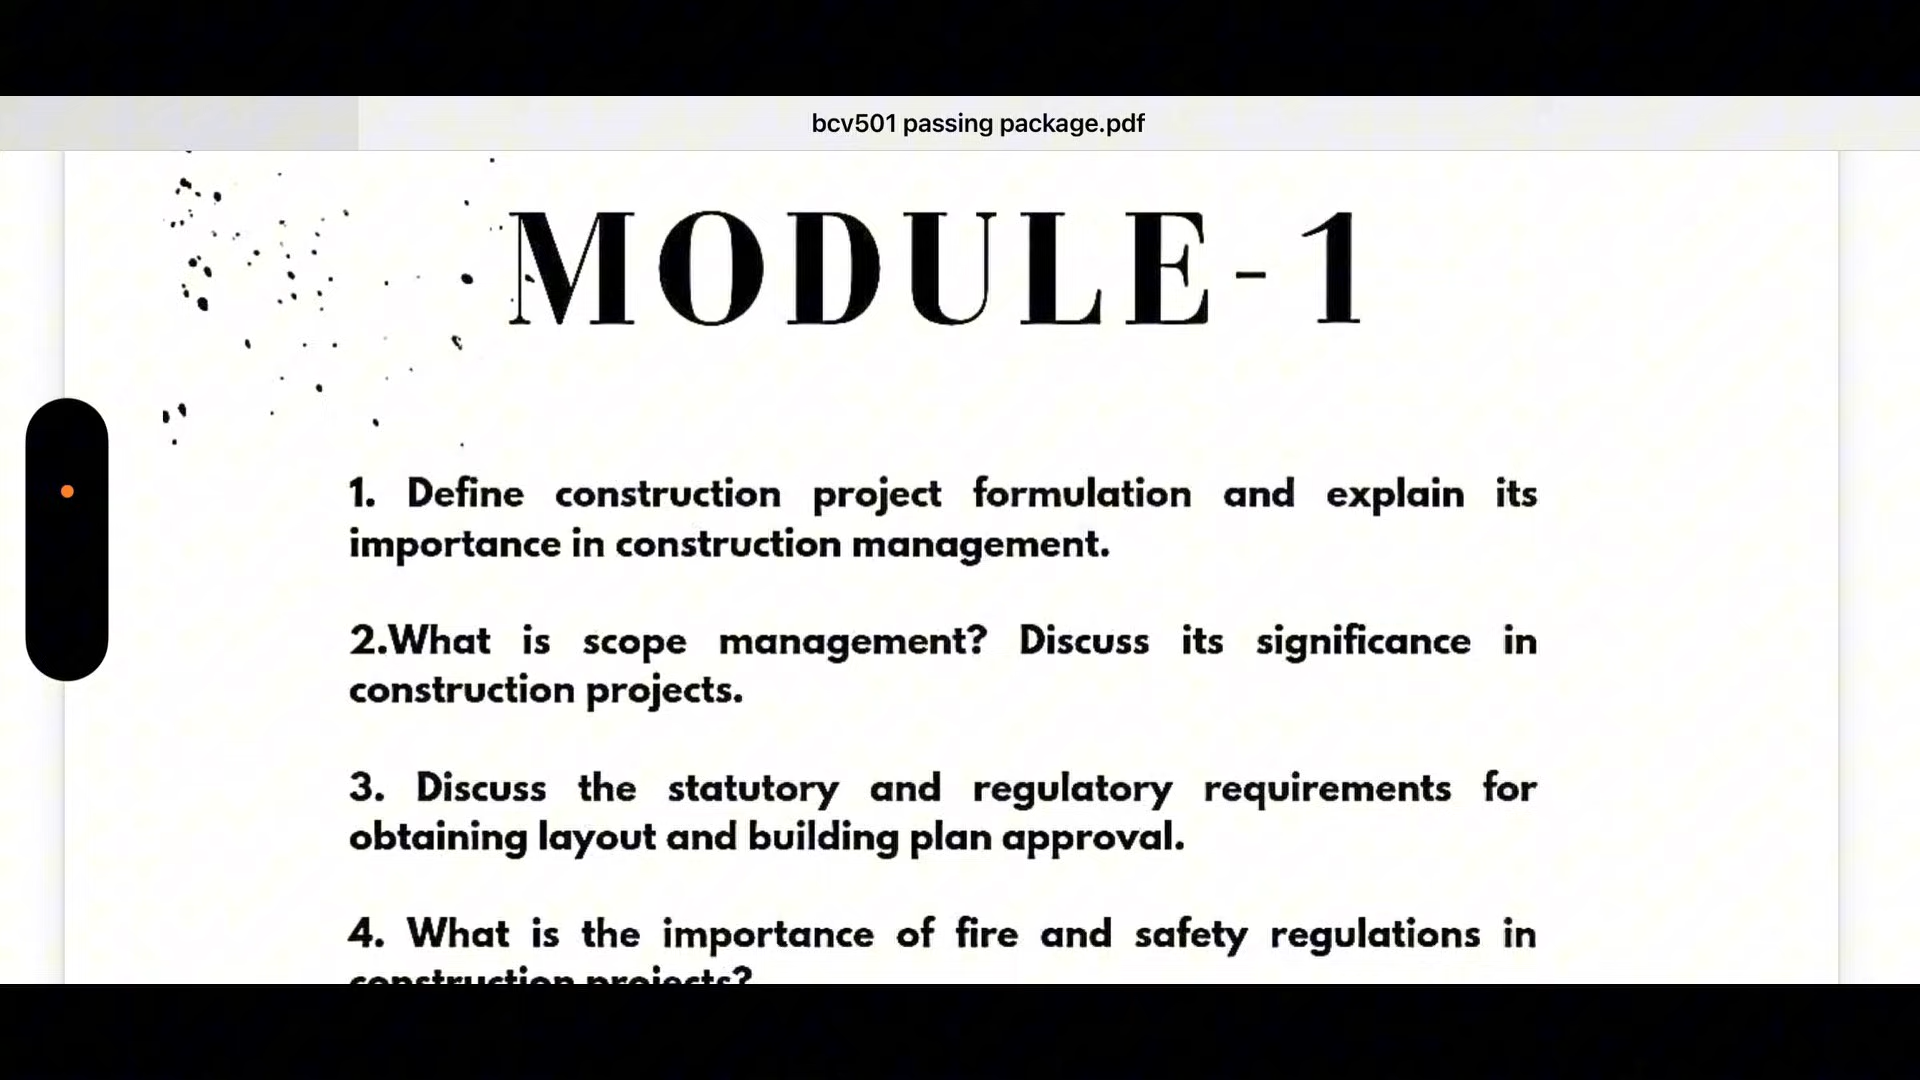 bcv501 passing package.pdf
MODULE-1
1. Define construction project formulation and explain its
importance in construction management.
2.What is scope management? Discuss its significance in
construction projects.
3. Discuss the statutory and regulatory requirements for
obtaining layout and building plan approval.
4. What is the importance of fire and safety regulations in
construction projects?